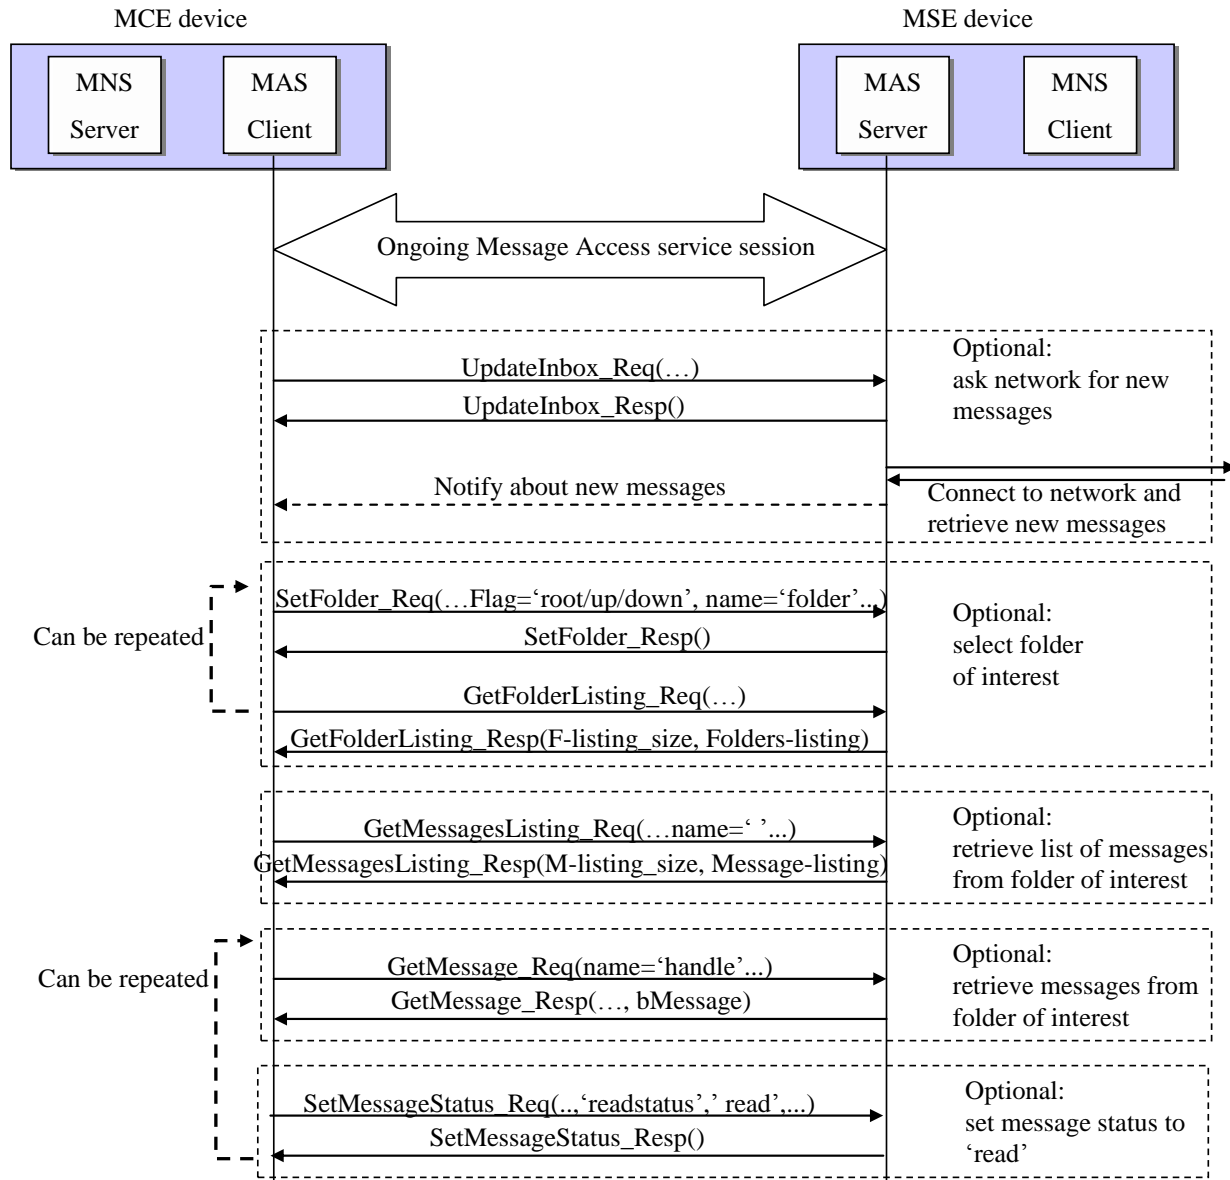 MCE device
MSE device
MNS
Server
MAS
Client
MAS
Server
MNS
Client
Ongoing Message Access service session
UpdateInbox_Req(…)
UpdateInbox_Resp()
Optional:
ask network for new
messages
Notify about new messages
Connect to network and
retrieve new messages
Can be repeated
SetFolder_Req(…Flag=‘root/up/down’, name=‘folder’...)
SetFolder_Resp()
GetFolderListing_Req(…)
GetFolderListing_Resp(F-listing_size, Folders-listing)
Optional:
select folder
of interest
GetMessagesListing_Req(…name=‘ ’...)
GetMessagesListing_Resp(M-listing_size, Message-listing)
Optional:
retrieve list of messages
from folder of interest
Can be repeated
GetMessage_Req(name=‘handle’...)
GetMessage_Resp(…, bMessage)
Optional:
retrieve messages from
folder of interest
SetMessageStatus_Req(..,‘readstatus’,’ read’,...)
SetMessageStatus_Resp()
Optional:
set message status to
‘read’